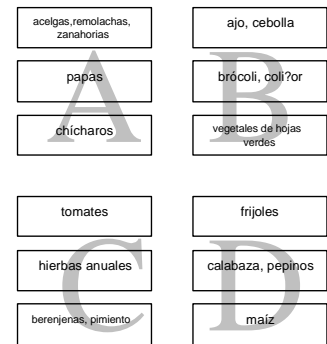 acelgas,remolachas,
zanahorias
papas
chícharos
A
ajo, cebolla
brócoli, coli?or
vegetales de hojas
verdes
B
tomates
hierbas anuales
berenjenas, pimiento
C
frijoles
calabaza, pepinos
maíz
D